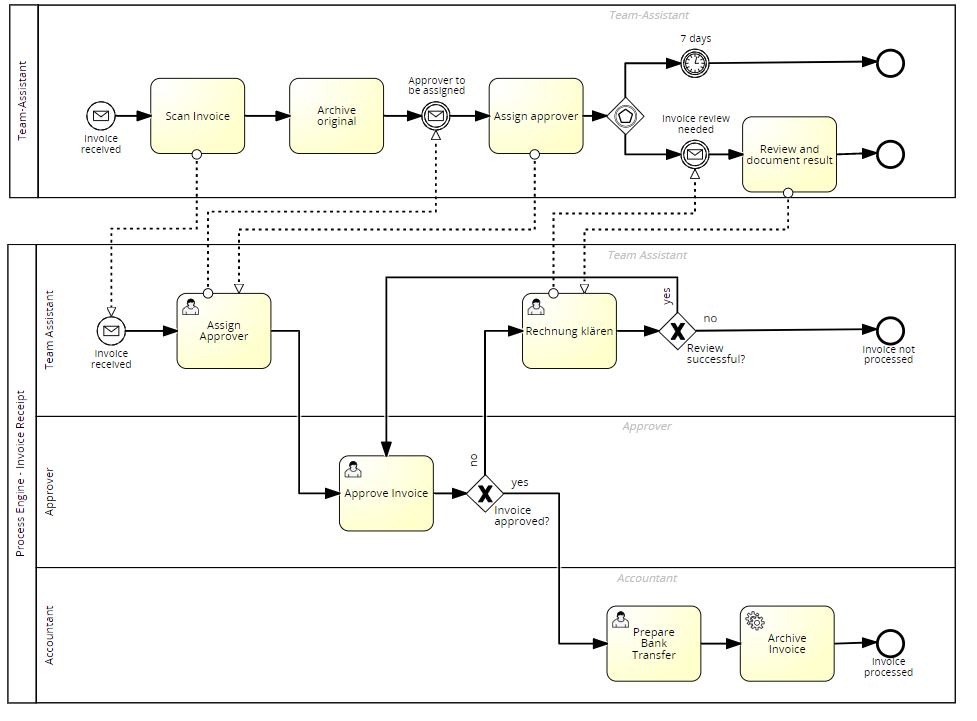 Team-Assistant
Team-Assistant
7 days
Approver to
be assigned
Scan Invoice
Archive
original
Assign approver
Invoice
received
Invoice review
needed
Review and
document result
Process Engine - Invoice Receipt
Team Assistant
Team Assistant
yes
no
Assign
Approver
Rechnung klären
Invoice
received
Review
successful?
Invoice not
processed
Approver
Approver
no
yes
Approve Invoice
Invoice
approved?
Accountant
Accountant
Prepare
Bank
Transfer
Archive
Invoice
Invoice
processed